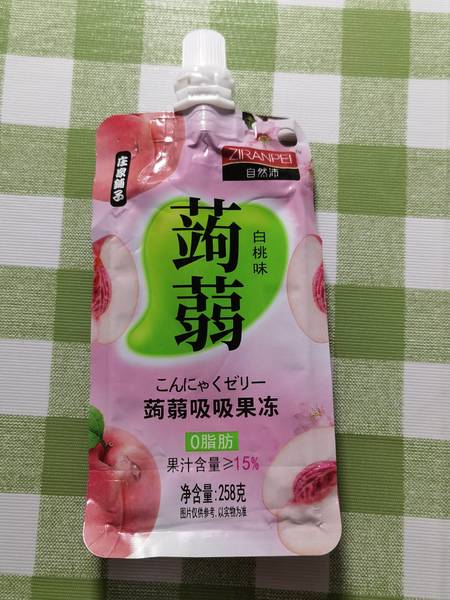 ZIRANPEI
自然沛
庄家铺子
蒟蒻
白桃味
こんにゃくゼリー
蒟蒻吸吸果冻
0脂肪
果汁含量≥15%
净含量:258克
图片仅供参考,以实物为准